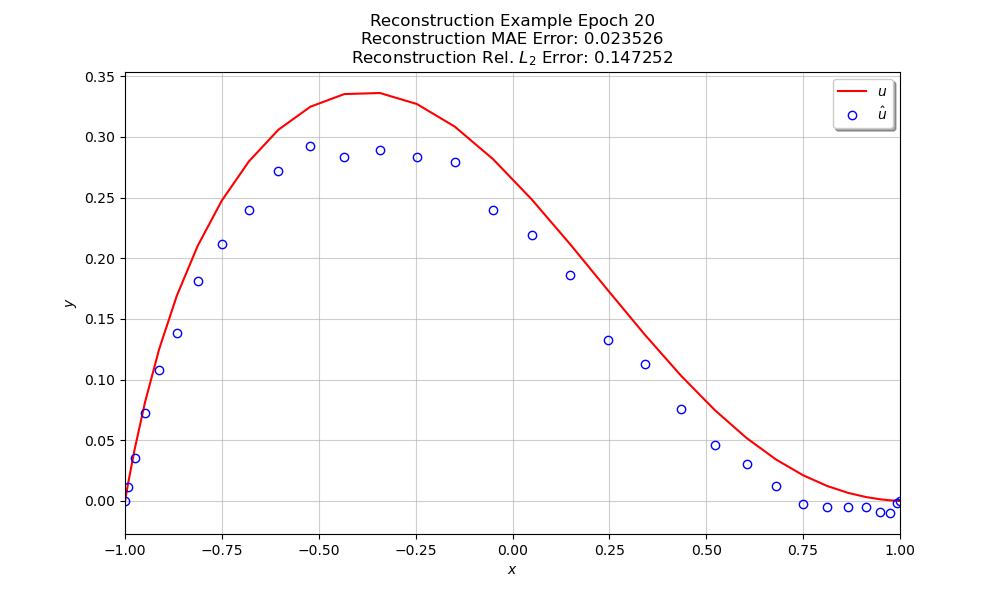 Reconstruction Example Epoch 20
Reconstruction MAE Error: 0.023526
Reconstruction Rel. L₂ Error: 0.147252
u
û
0.35
0.30
0.25
0.20
0.15
0.10
0.05
0.00
y
−1.00 −0.75 −0.50 −0.25 0.00 0.25 0.50 0.75 1.00
x